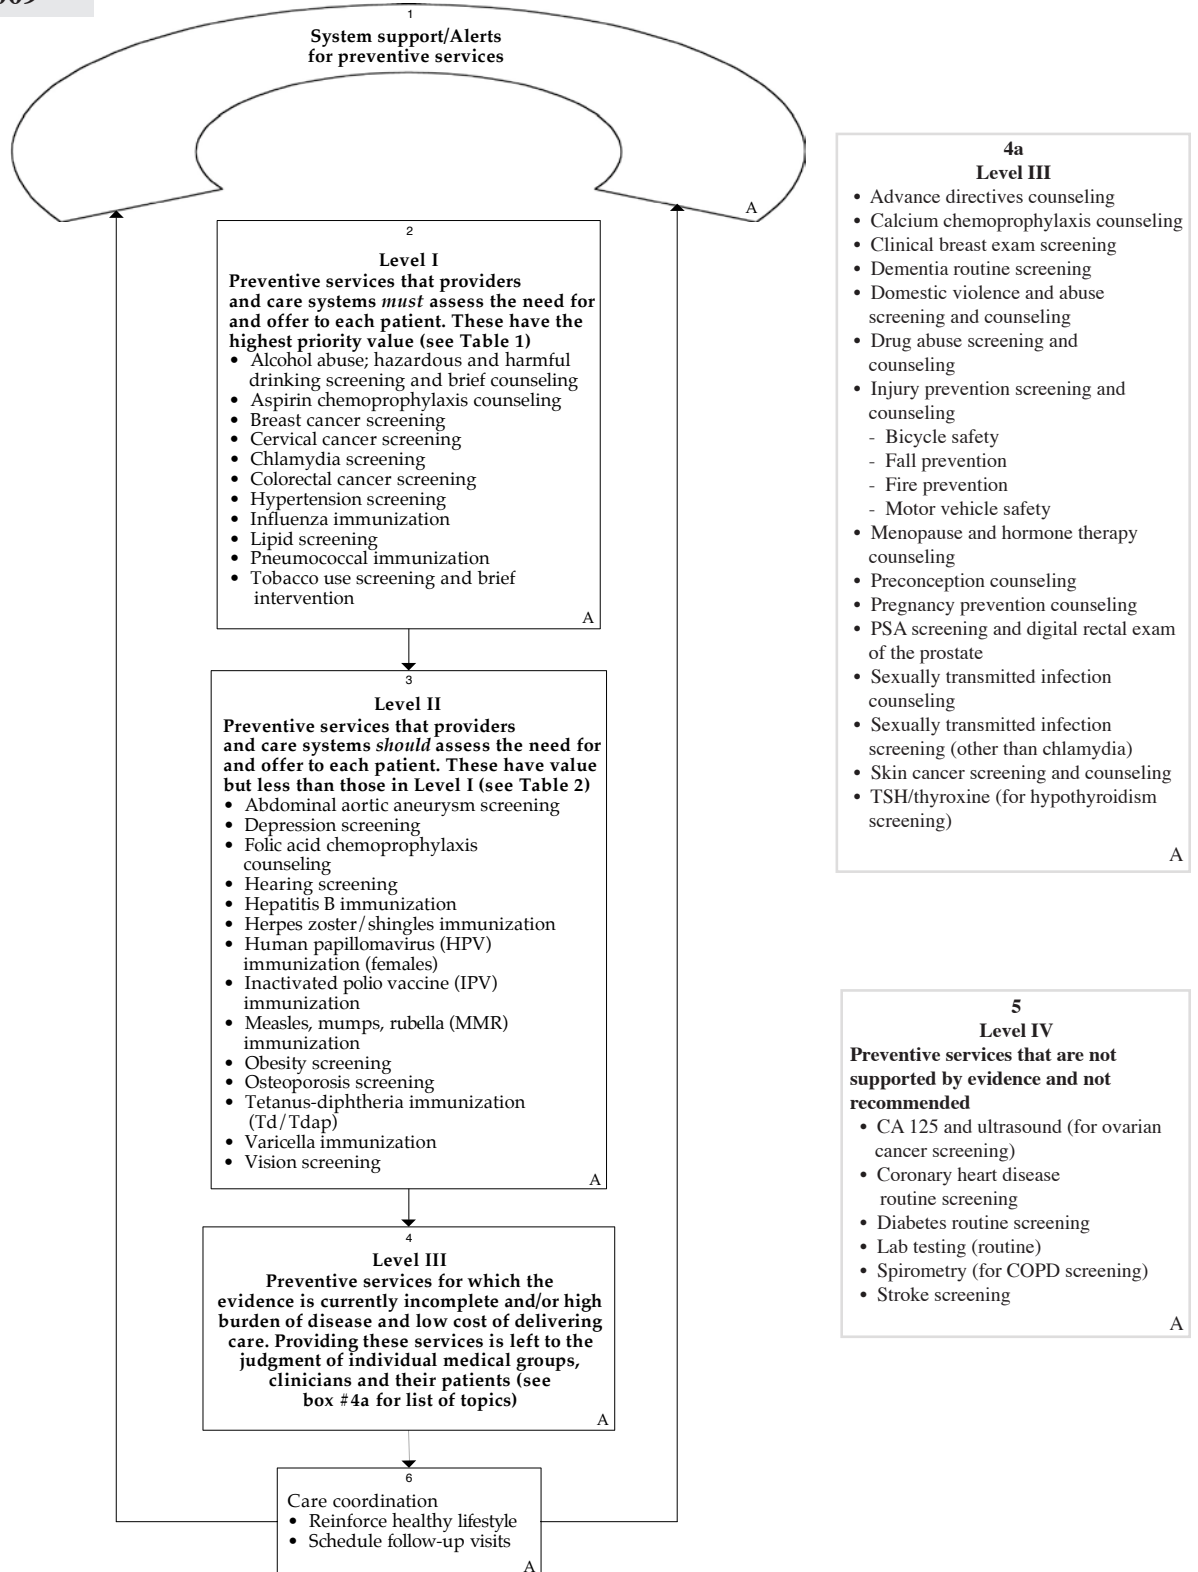 1
System support/Alerts
for preventive services
A
2
Level I
Preventive services that providers
and care systems must assess the need for
and offer to each patient. These have the
highest priority value (see Table 1)
• Alcohol abuse; hazardous and harmful
drinking screening and brief counseling
• Aspirin chemoprophylaxis counseling
• Breast cancer screening
• Cervical cancer screening
• Chlamydia screening
• Colorectal cancer screening
• Hypertension screening
• Influenza immunization
• Lipid screening
• Pneumococcal immunization
• Tobacco use screening and brief
intervention
A
3
Level II
Preventive services that providers
and care systems should assess the need for
and offer to each patient. These have value
but less than those in Level I (see Table 2)
• Abdominal aortic aneurysm screening
• Depression screening
• Folic acid chemoprophylaxis
counseling
• Hearing screening
• Hepatitis B immunization
• Herpes zoster/shingles immunization
• Human papillomavirus (HPV)
immunization (females)
• Inactivated polio vaccine (IPV)
immunization
• Measles, mumps, rubella (MMR)
immunization
• Obesity screening
• Osteoporosis screening
• Tetanus-diphtheria immunization
(Td/Tdap)
• Varicella immunization
• Vision screening
A
4
Level III
Preventive services for which the
evidence is currently incomplete and/or high
burden of disease and low cost of delivering
care. Providing these services is left to the
judgment of individual medical groups,
clinicians and their patients (see
box #4a for list of topics)
A
6
Care coordination
• Reinforce healthy lifestyle
• Schedule follow-up visits
A
4a
Level III
• Advance directives counseling
• Calcium chemoprophylaxis counseling
• Clinical breast exam screening
• Dementia routine screening
• Domestic violence and abuse
screening and counseling
• Drug abuse screening and
counseling
• Injury prevention screening and
counseling
- Bicycle safety
- Fall prevention
- Fire prevention
- Motor vehicle safety
• Menopause and hormone therapy
counseling
• Preconception counseling
• Pregnancy prevention counseling
• PSA screening and digital rectal exam
of the prostate
• Sexually transmitted infection
counseling
• Sexually transmitted infection
screening (other than chlamydia)
• Skin cancer screening and counseling
• TSH/thyroxine (for hypothyroidism
screening)
A
5
Level IV
Preventive services that are not
supported by evidence and not
recommended
• CA 125 and ultrasound (for ovarian
cancer screening)
• Coronary heart disease
routine screening
• Diabetes routine screening
• Lab testing (routine)
• Spirometry (for COPD screening)
• Stroke screening
A